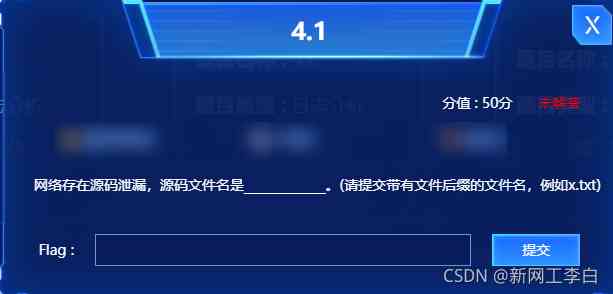 4.1
X
分值 : 50分 未解答
网络存在源码泄漏，源码文件名是____________。(请提交带有文件后缀的文件名，例如x.txt)
Flag :
提交
CSDN @新网工李白